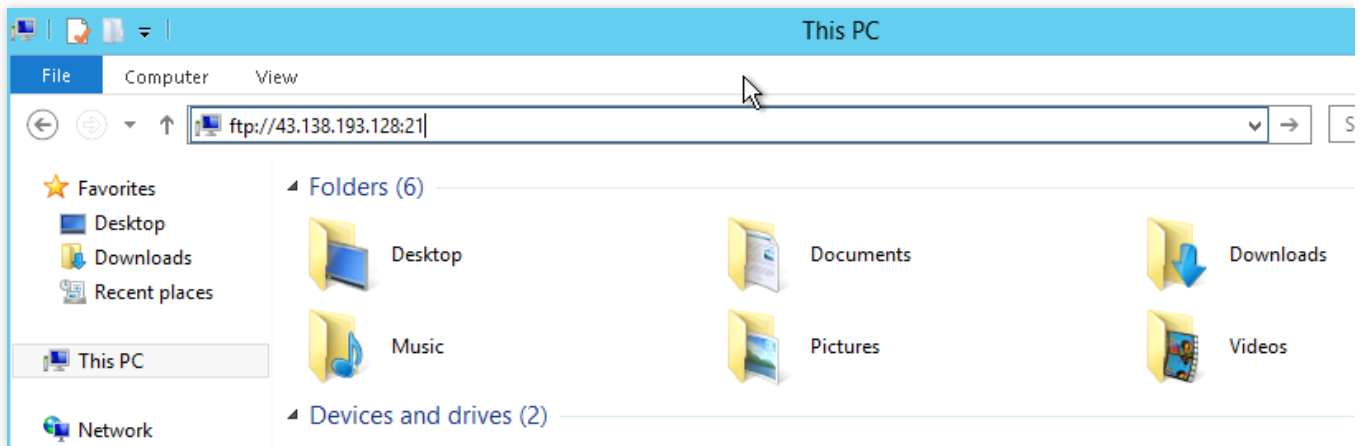 This PC
File Computer View
ftp://43.138.193.128:21
S
Favorites
Desktop
Downloads
Recent places
This PC
Network
Folders (6)
Desktop Documents Downloads
Music Pictures Videos
Devices and drives (2)